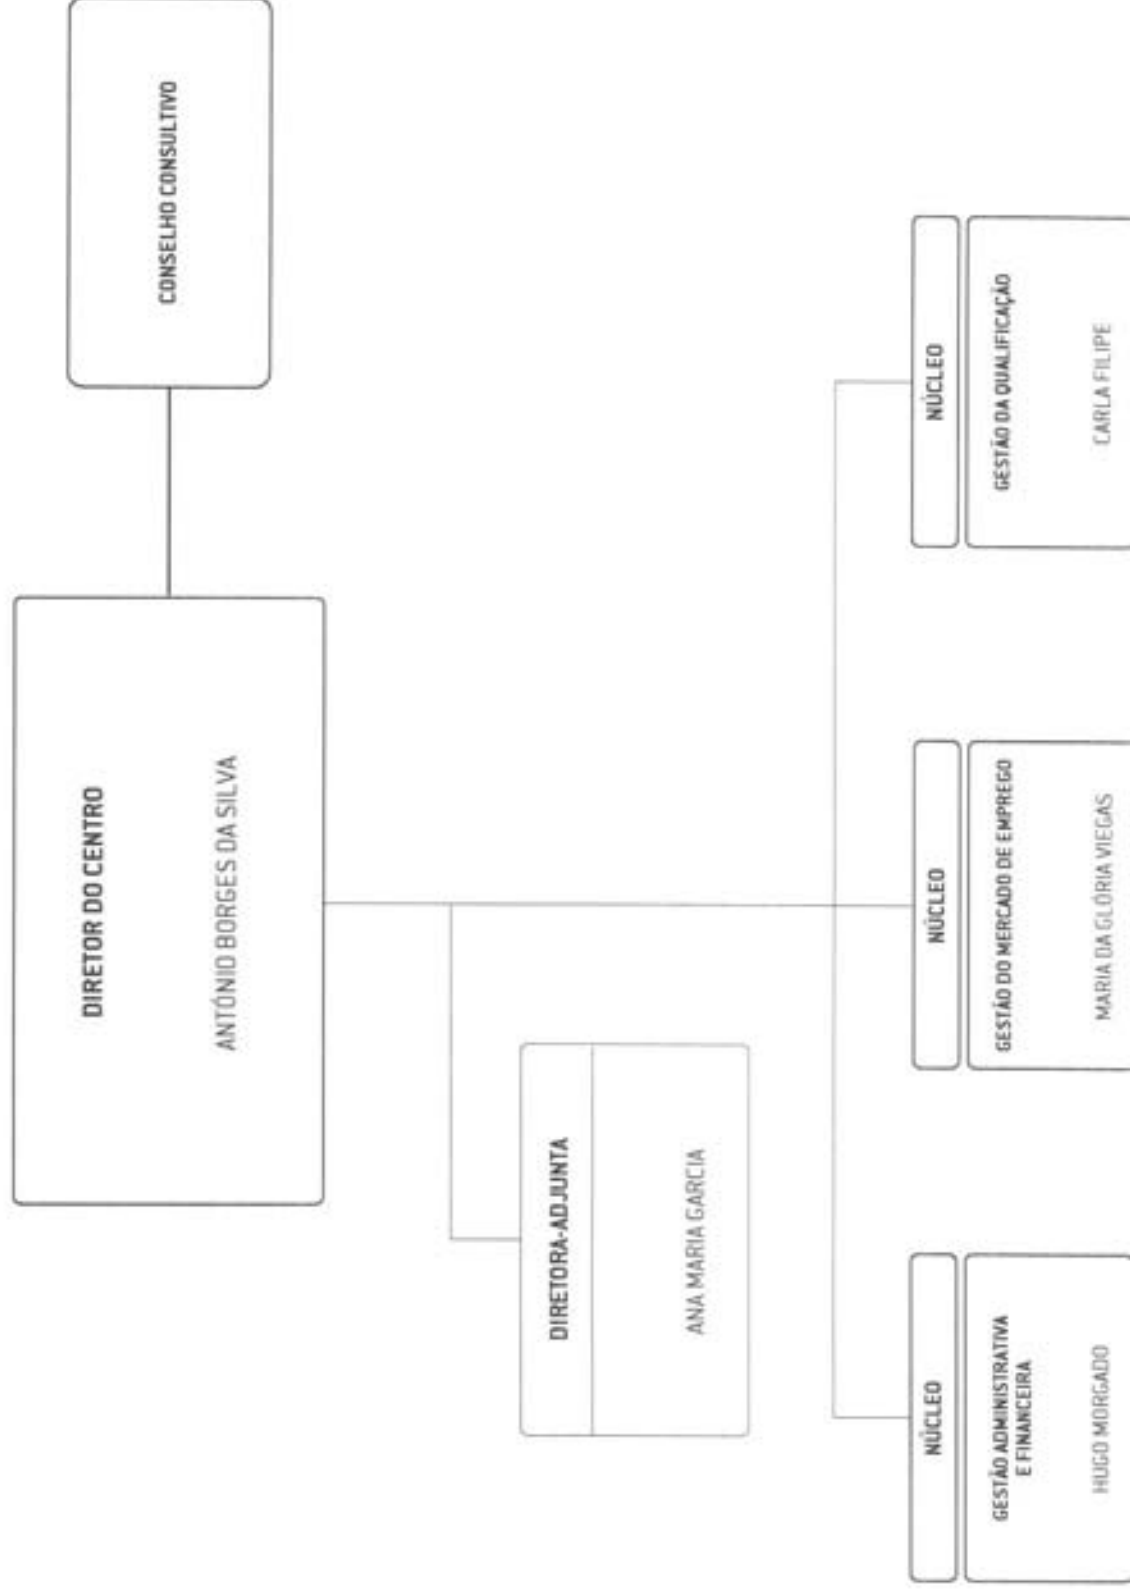 DIRETOR DO CENTRO
ANTÓNIO BORGES DA SILVA
CONSELHO CONSULTIVO
DIRETORA-ADJUNTA
ANA MARIA GARCIA
NÚCLEO
GESTÃO ADMINISTRATIVA
E FINANCEIRA
HUGO MORGADO
NÚCLEO
GESTÃO DO MERCADO DE EMPREGO
MARIA DA GLÓRIA VIEGAS
NÚCLEO
GESTÃO DA QUALIFICAÇÃO
CARLA FILIPE